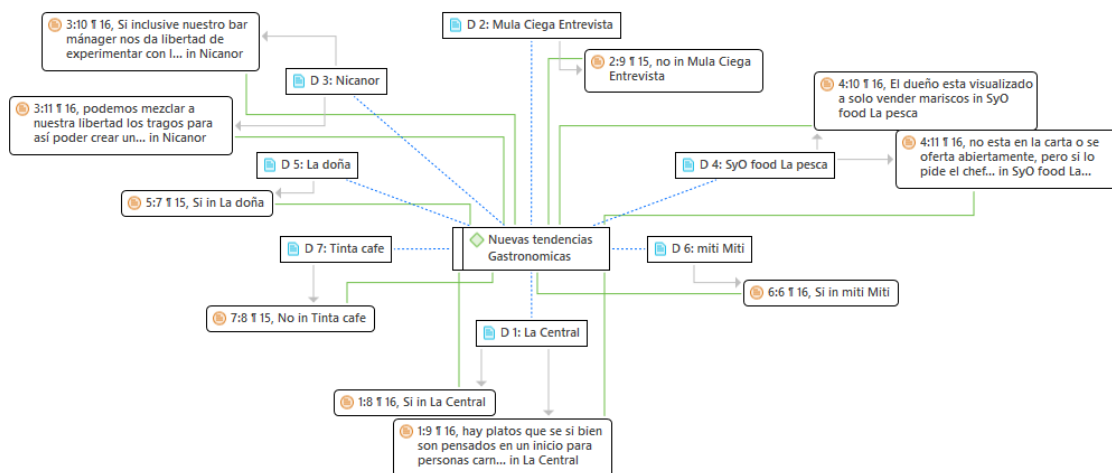 D 2: Mula Ciega Entrevista
3:10 ¶ 16, Si inclusive nuestro bar
mánager nos da libertad de
experimentar con l... in Nicanor
2:9 ¶ 15, no in Mula Ciega
Entrevista
D 3: Nicanor
4:10 ¶ 16, El dueño esta visualizado
a solo vender mariscos in SyO
food La pesca
3:11 ¶ 16, podemos mezclar a
nuestra libertad los tragos para
así poder crear un... in Nicanor
4:11 ¶ 16, no esta en la carta o se
oferta abiertamente, pero si lo
pide el chef... in SyO food La...
D 5: La doña
D 4: SyO food La pesca
5:7 ¶ 15, Si in La doña
Nuevas tendencias
Gastronomicas
D 7: Tinta cafe
D 6: miti Miti
6:6 ¶ 16, Si in miti Miti
7:8 ¶ 15, No in Tinta cafe
D 1: La Central
1:8 ¶ 16, Si in La Central
1:9 ¶ 16, hay platos que se si bien
son pensados en un inicio para
personas carn... in La Central